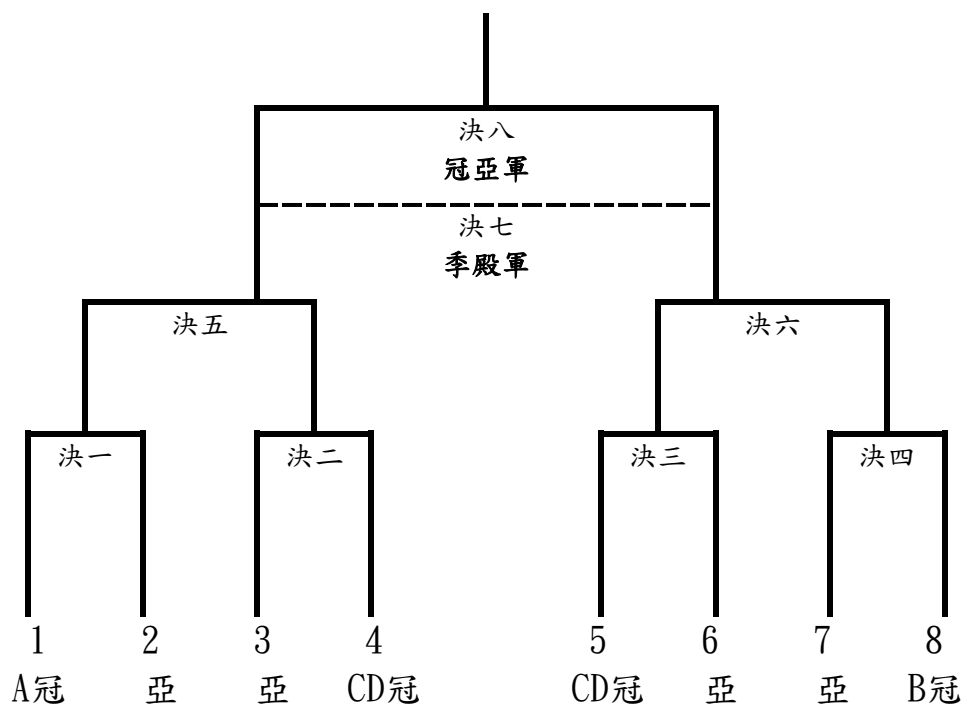 決八
冠亞軍
決七
季殿軍
決五 決六
決一 決二 決三 決四
1 2 3 4 5 6 7 8
A冠 亞 亞 CD冠 CD冠 亞 亞 B冠